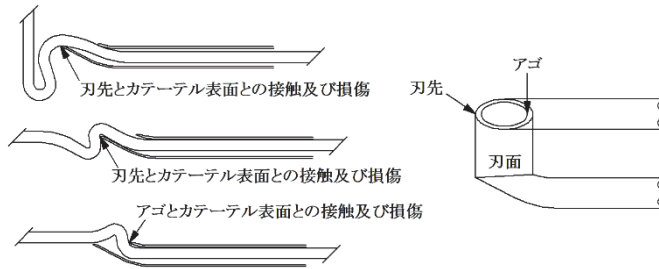 刃先とカテーテル表面との接触及び損傷
刃先とカテーテル表面との接触及び損傷
アゴとカテーテル表面との接触及び損傷
アゴ
刃先
刃面